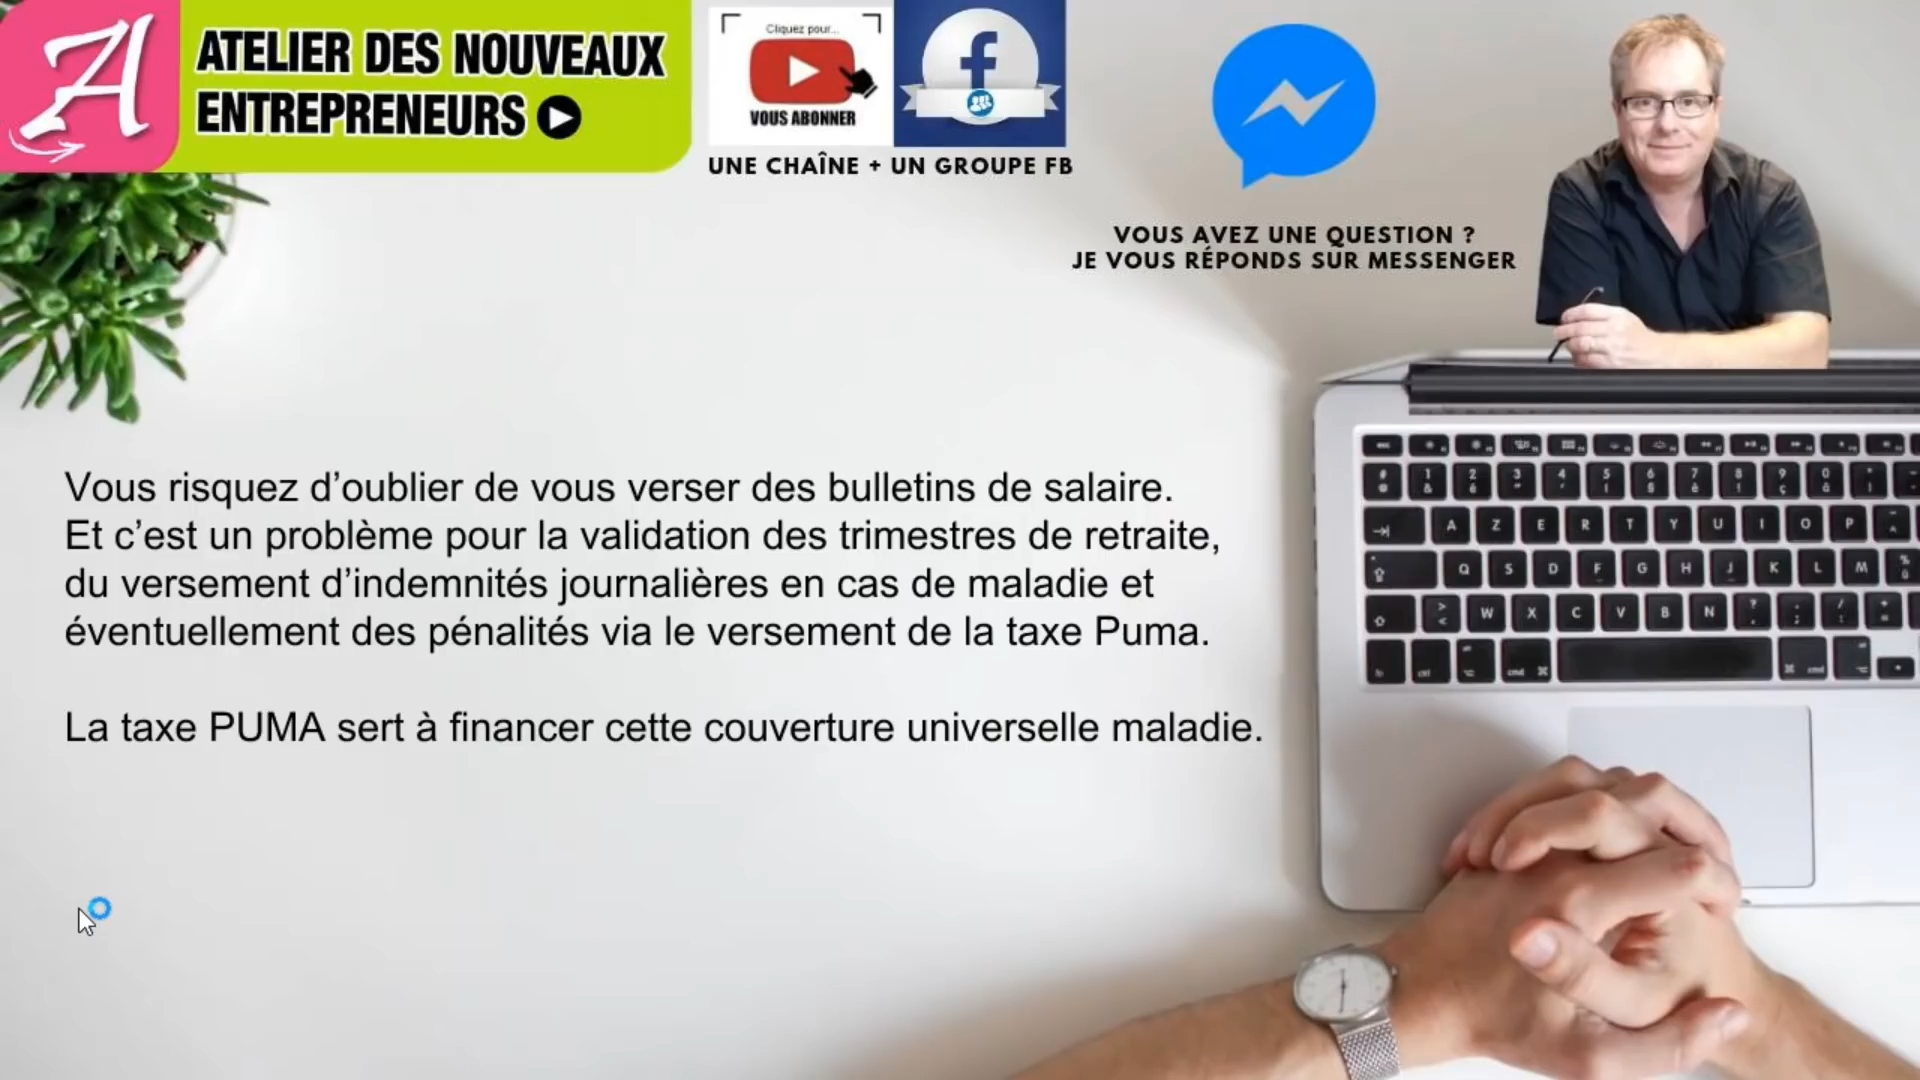 ATELIER DES NOUVEAUX
ENTREPRENEURS
Cliquez pour...
VOUS ABONNER
UNE CHAÎNE + UN GROUPE FB
VOUS AVEZ UNE QUESTION ?
JE VOUS RÉPONDS SUR MESSENGER
Vous risquez d’oublier de vous verser des bulletins de salaire.
Et c’est un problème pour la validation des trimestres de retraite,
du versement d’indemnités journalières en cas de maladie et
éventuellement des pénalités via le versement de la taxe Puma.
La taxe PUMA sert à financer cette couverture universelle maladie.
A Z E R T Y U I O P
Q S D F G H J K L M
W X C V B N